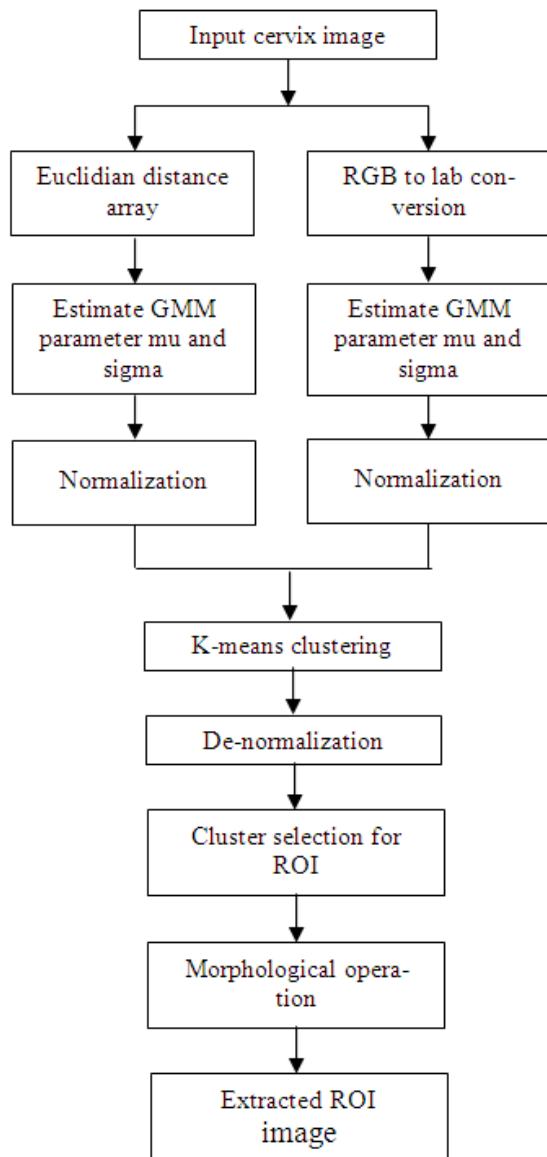 Input cervix image
Euclidian distance
array
RGB to lab con-
version
Estimate GMM
parameter mu and
sigma
Estimate GMM
parameter mu and
sigma
Normalization
Normalization
K-means clustering
De-normalization
Cluster selection for
ROI
Morphological opera-
tion
Extracted ROI
image